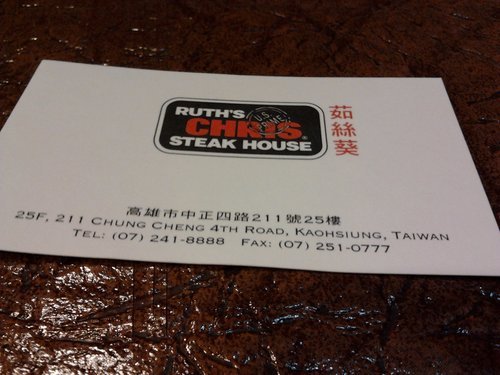 RUTH'S
CHRIS
U.S. PRIME
STEAK HOUSE
®
茹絲葵
高雄市中正四路211號25樓
25F, 211 CHUNG CHENG 4TH ROAD, KAOHSIUNG, TAIWAN
TEL: (07) 241-8888 FAX: (07) 251-0777